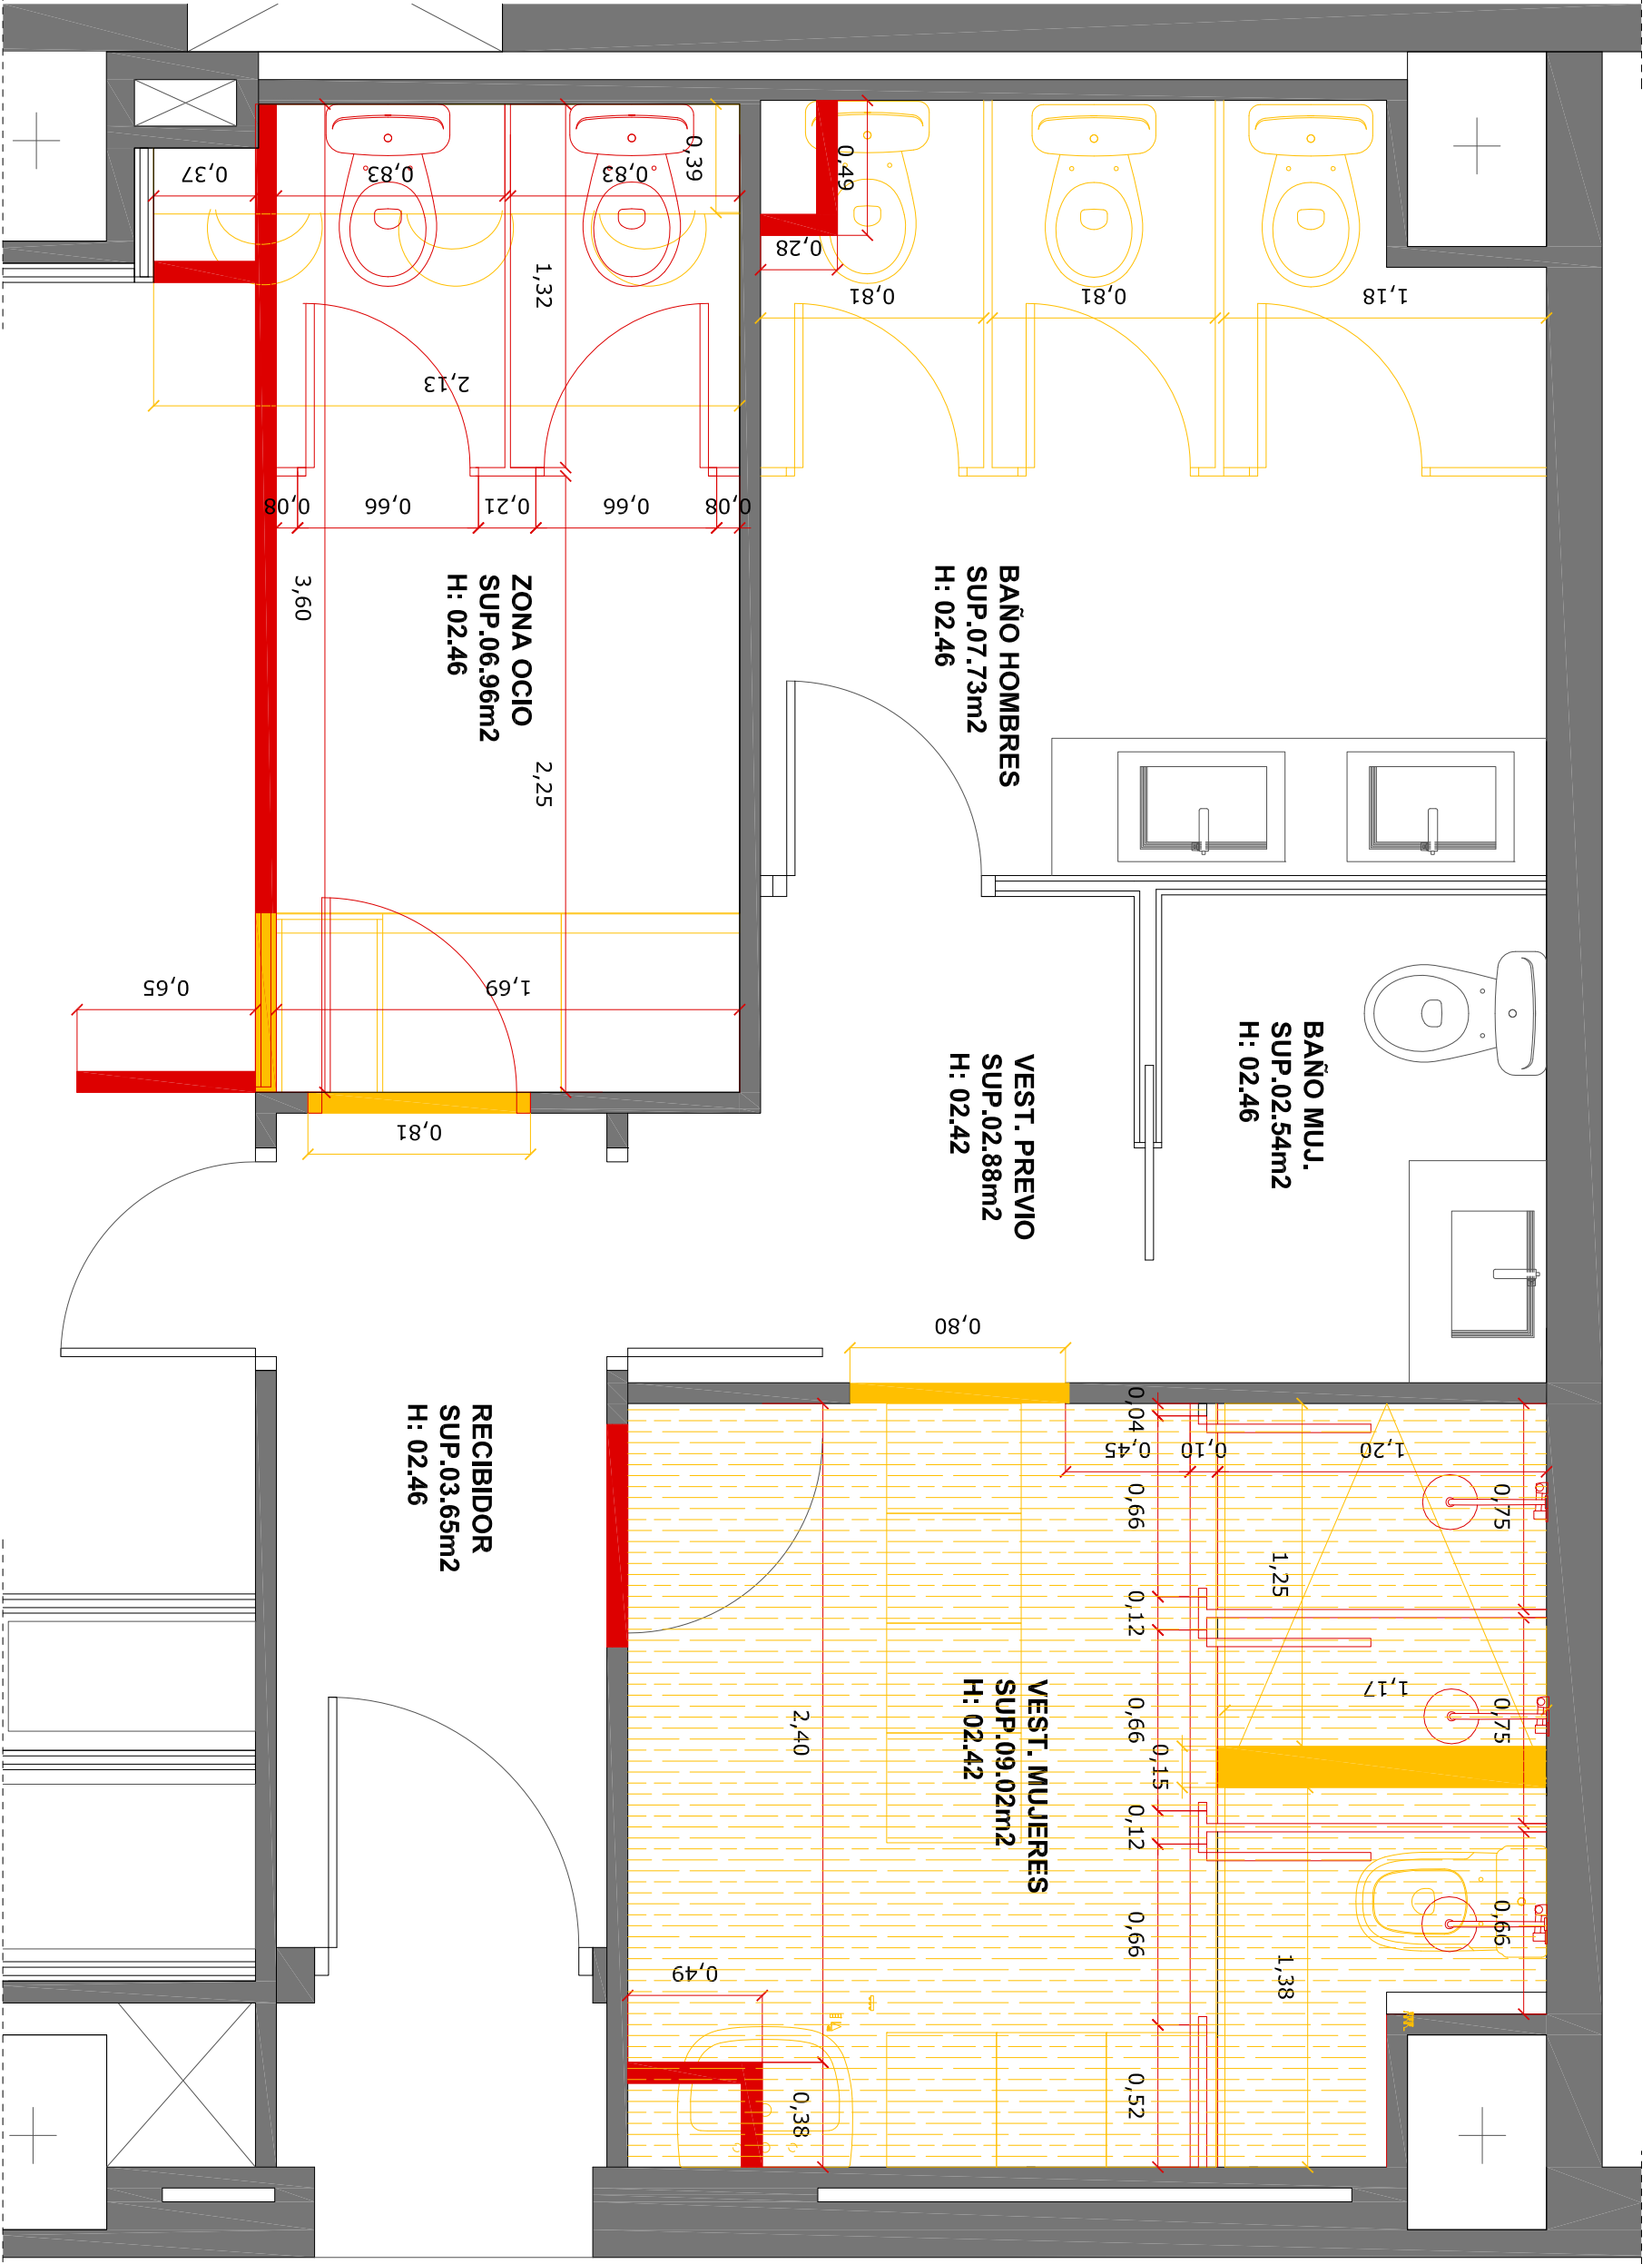 ZONA OCIO
SUP.06.96m2
H: 02.46
BAÑO HOMBRES
SUP.07.73m2
H: 02.46
BAÑO MUJ.
SUP.02.54m2
H: 02.46
VEST. PREVIO
SUP.02.88m2
H: 02.42
RECIBIDOR
SUP.03.65m2
H: 02.46
VEST. MUJERES
SUP.09.02m2
H: 02.42
0,37
0,83
0,83
0,39
0,49
0,28
1,32
0,81
0,81
1,18
2,13
0,08
0,66
0,21
0,66
0,08
3,60
2,25
0,65
1,69
0,81
0,80
0,04
0,45
0,10
1,20
0,66
0,75
1,25
0,12
1,17
0,66
0,75
2,40
0,15
0,12
0,66
0,66
1,38
0,49
0,38
0,52